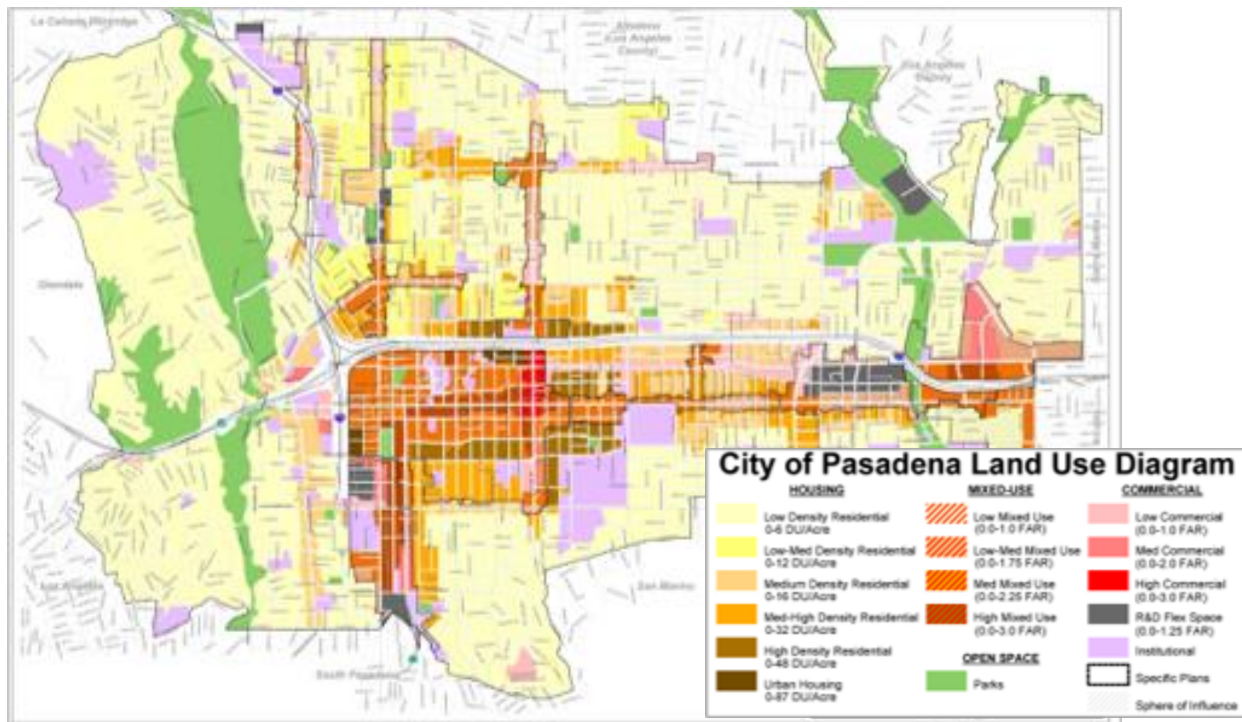 La Cañada Flintridge
Altadena
(Los Angeles
County)
Los Angeles
County
Glendale
Los Angeles
San Marino
South Pasadena
City of Pasadena Land Use Diagram
HOUSING
Low Density Residential
0-6 DU/Acre
Low-Med Density Residential
0-12 DU/Acre
Medium Density Residential
0-16 DU/Acre
Med-High Density Residential
0-32 DU/Acre
High Density Residential
0-48 DU/Acre
Urban Housing
0-87 DU/Acre
MIXED-USE
Low Mixed Use
(0.0-1.0 FAR)
Low-Med Mixed Use
(0.0-1.75 FAR)
Med Mixed Use
(0.0-2.25 FAR)
High Mixed Use
(0.0-3.0 FAR)
OPEN SPACE
Parks
COMMERCIAL
Low Commercial
(0.0-1.0 FAR)
Med Commercial
(0.0-2.0 FAR)
High Commercial
(0.0-3.0 FAR)
R&D Flex Space
(0.0-1.25 FAR)
Institutional
Specific Plans
Sphere of Influence